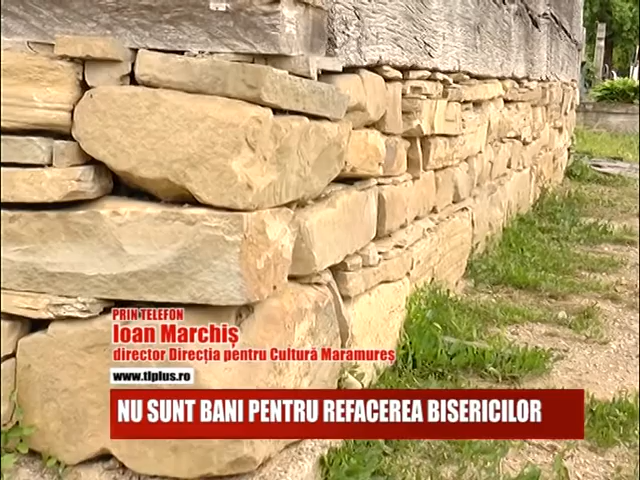 PRIN TELEFON
Ioan Marchiș
director Direcția pentru Cultură Maramureș
www.tlplus.ro
NU SUNT BANI PENTRU REFACEREA BISERICILOR